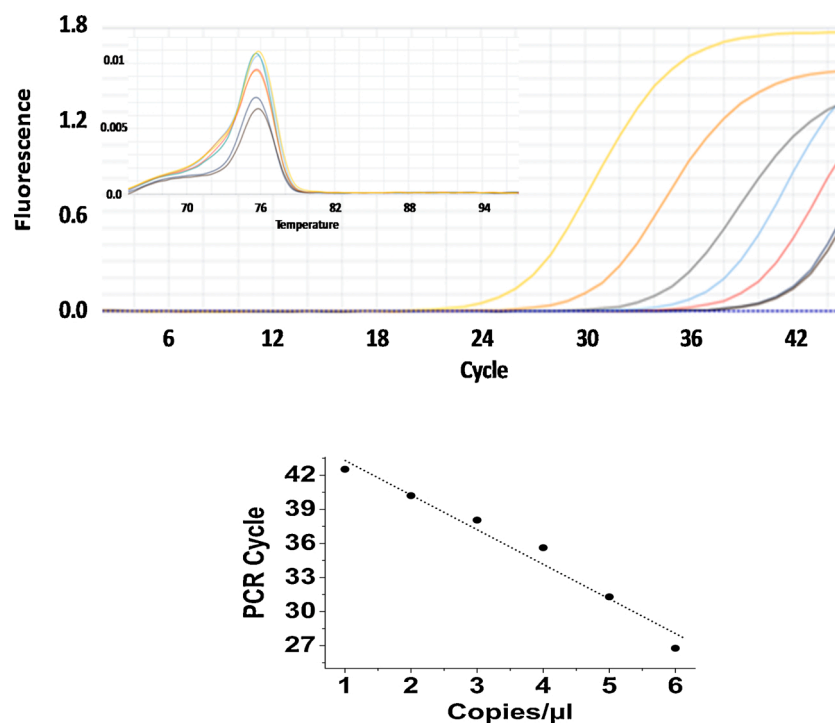 1.8
1.2
0.6
0.0
Fluorescence
0.01
0.005
0.0
70 76 82 88 94
Temperature
6 12 18 24 30 36 42
Cycle
42
39
36
33
30
27
PCR Cycle
1 2 3 4 5 6
Copies/μl